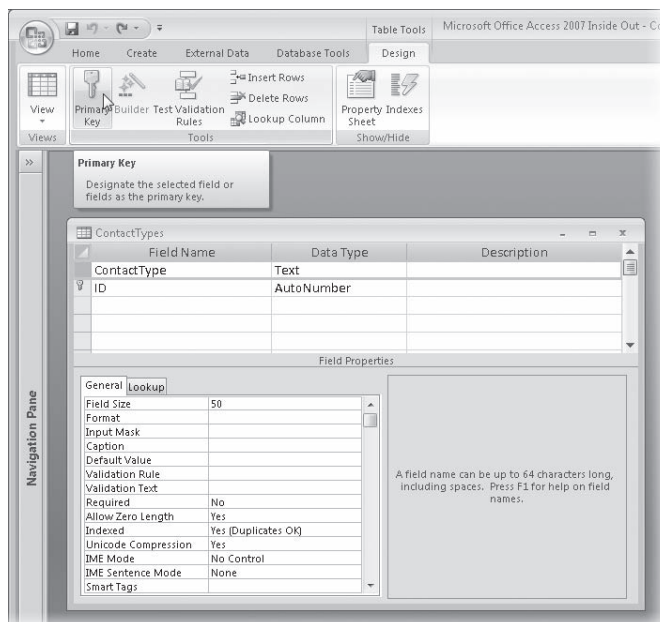 Table Tools
Microsoft Office Access 2007 Inside Out - Co
Home Create External Data Database Tools Design
View
Views
Primary Key
Builder
Test Validation Rules
Insert Rows
Delete Rows
Lookup Column
Tools
Property Sheet
Indexes
Show/Hide
Primary Key
Designate the selected field or
fields as the primary key.
Navigation Pane
ContactTypes
Field Name Data Type Description
ContactType Text
ID AutoNumber
Field Properties
General Lookup
Field Size 50
Format
Input Mask
Caption
Default Value
Validation Rule
Validation Text
Required No
Allow Zero Length Yes
Indexed Yes (Duplicates OK)
Unicode Compression Yes
IME Mode No Control
IME Sentence Mode None
Smart Tags
A field name can be up to 64 characters long,
including spaces. Press F1 for help on field
names.